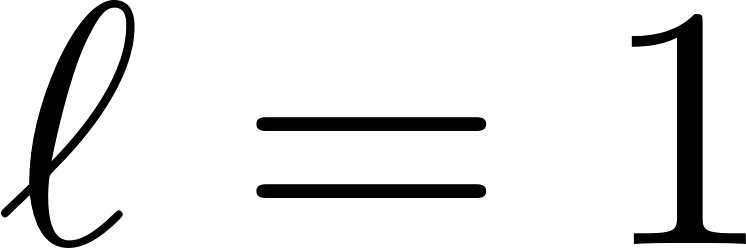 ℓ = 1